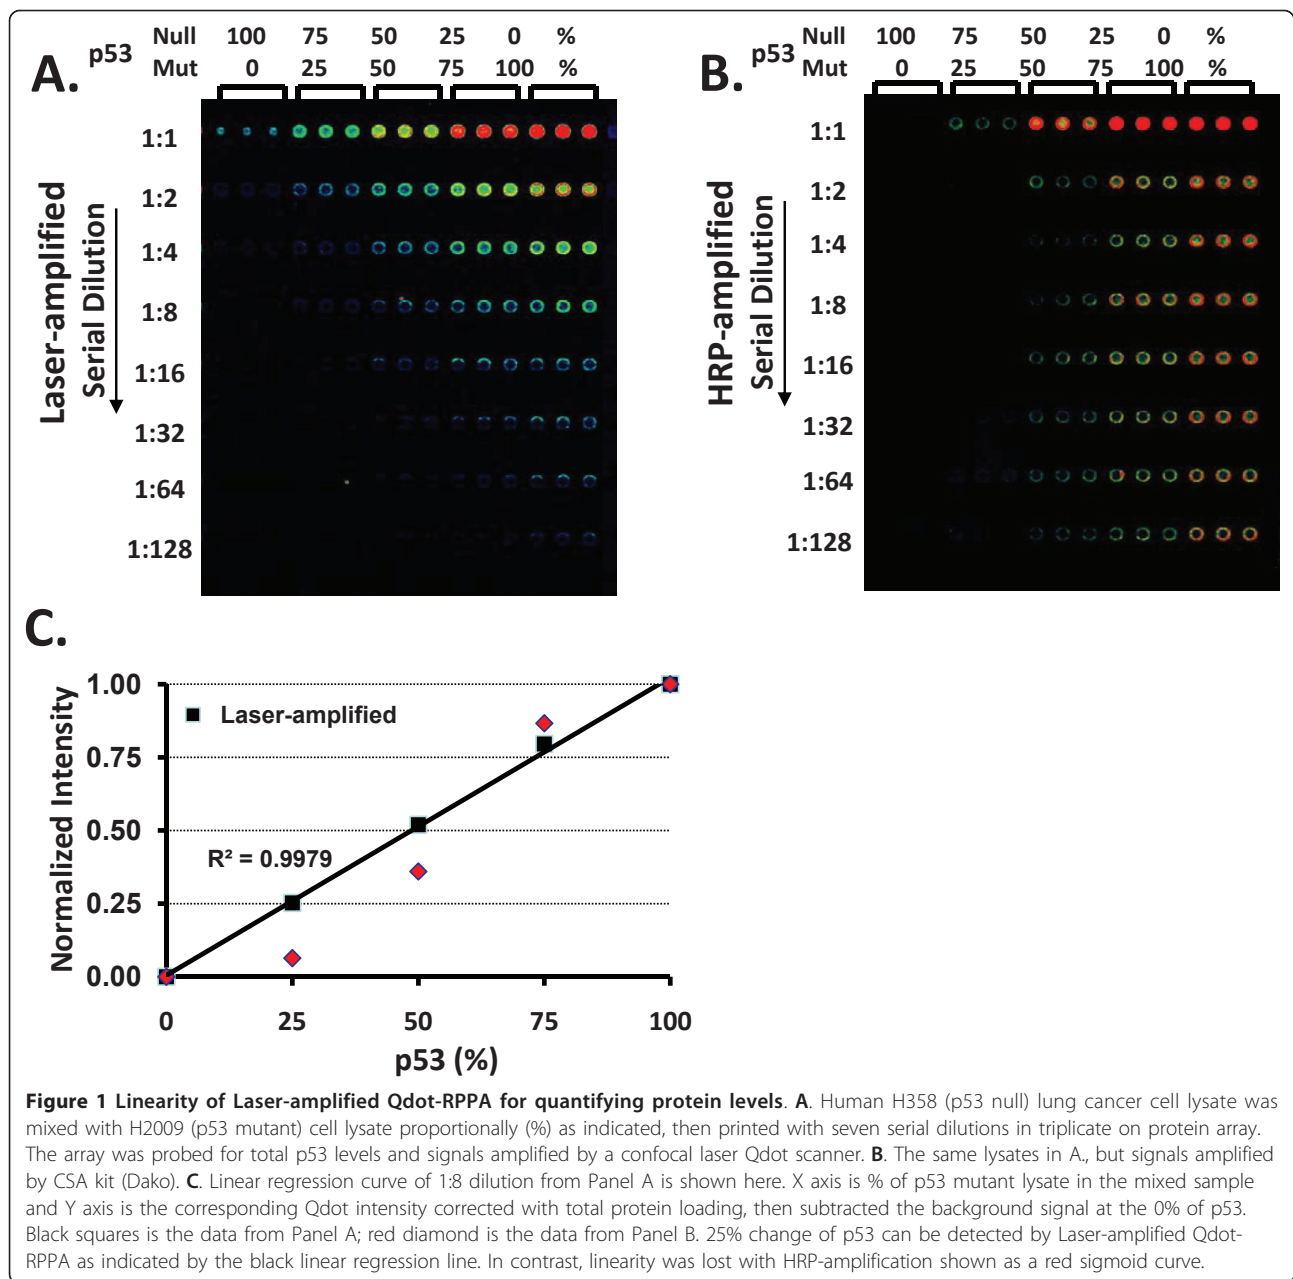 A.
p53
Null 100 75 50 25 0 %
Mut 0 25 50 75 100 %
Laser-amplified
Serial Dilution
1:1
1:2
1:4
1:8
1:16
1:32
1:64
1:128
B.
p53
Null 100 75 50 25 0 %
Mut 0 25 50 75 100 %
HRP-amplified
Serial Dilution
1:1
1:2
1:4
1:8
1:16
1:32
1:64
1:128
C.
Normalized Intensity
1.00
0.75
0.50
0.25
0.00
Laser-amplified
R² = 0.9979
0 25 50 75 100
p53 (%)
Figure 1 Linearity of Laser-amplified Qdot-RPPA for quantifying protein levels. A. Human H358 (p53 null) lung cancer cell lysate was
mixed with H2009 (p53 mutant) cell lysate proportionally (%) as indicated, then printed with seven serial dilutions in triplicate on protein array.
The array was probed for total p53 levels and signals amplified by a confocal laser Qdot scanner. B. The same lysates in A., but signals amplified
by CSA kit (Dako). C. Linear regression curve of 1:8 dilution from Panel A is shown here. X axis is % of p53 mutant lysate in the mixed sample
and Y axis is the corresponding Qdot intensity corrected with total protein loading, then subtracted the background signal at the 0% of p53.
Black squares is the data from Panel A; red diamond is the data from Panel B. 25% change of p53 can be detected by Laser-amplified Qdot-
RPPA as indicated by the black linear regression line. In contrast, linearity was lost with HRP-amplification shown as a red sigmoid curve.